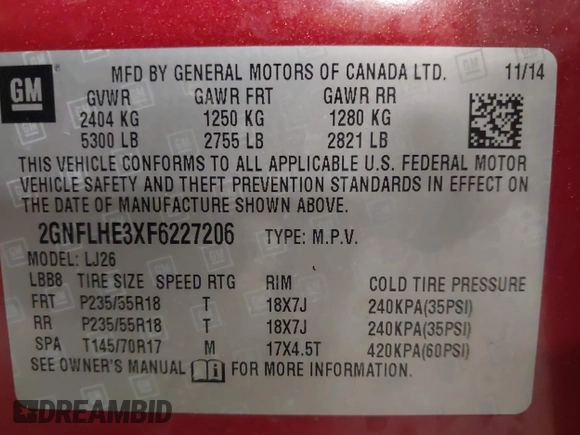 GM
MFD BY GENERAL MOTORS OF CANADA LTD. 11/14
GVWR GAWR FRT GAWR RR
2404 KG 1250 KG 1280 KG
5300 LB 2755 LB 2821 LB
THIS VEHICLE CONFORMS TO ALL APPLICABLE U.S. FEDERAL MOTOR
VEHICLE SAFETY AND THEFT PREVENTION STANDARDS IN EFFECT ON
THE DATE OF MANUFACTURE SHOWN ABOVE.
2GNFLHE3XF6227206 TYPE: M.P.V.
MODEL: LJ26
LBB8 TIRE SIZE SPEED RTG RIM COLD TIRE PRESSURE
FRT P235/55R18 T 18X7J 240KPA(35PSI)
RR P235/55R18 T 18X7J 240KPA(35PSI)
SPA T145/70R17 M 17X4.5T 420KPA(60PSI)
SEE OWNER'S MANUAL FOR MORE INFORMATION.
DREAMBID